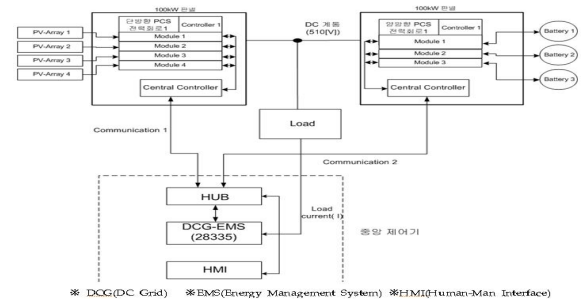 100kW 판넬
단방향 PCS
전력회로1
Controller 1
Module 1
Module 2
Module 3
Module 4
Central Controller
PV-Array 1
PV-Array 2
PV-Array 3
PV-Array 4
DC 계통
(510[V])
100kW 판넬
양방향 PCS
전력회로1
Controller 1
Module 1
Module 2
Module 3
Central Controller
Battery 1
Battery 2
Battery 3
Load
Communication 1
Communication 2
HUB
DCG-EMS
(28335)
HMI
Load
current( I )
중앙 제어기
※ DCG(DC Grid) ※EMS(Energy Management System) ※HMI(Human-Man Interface)